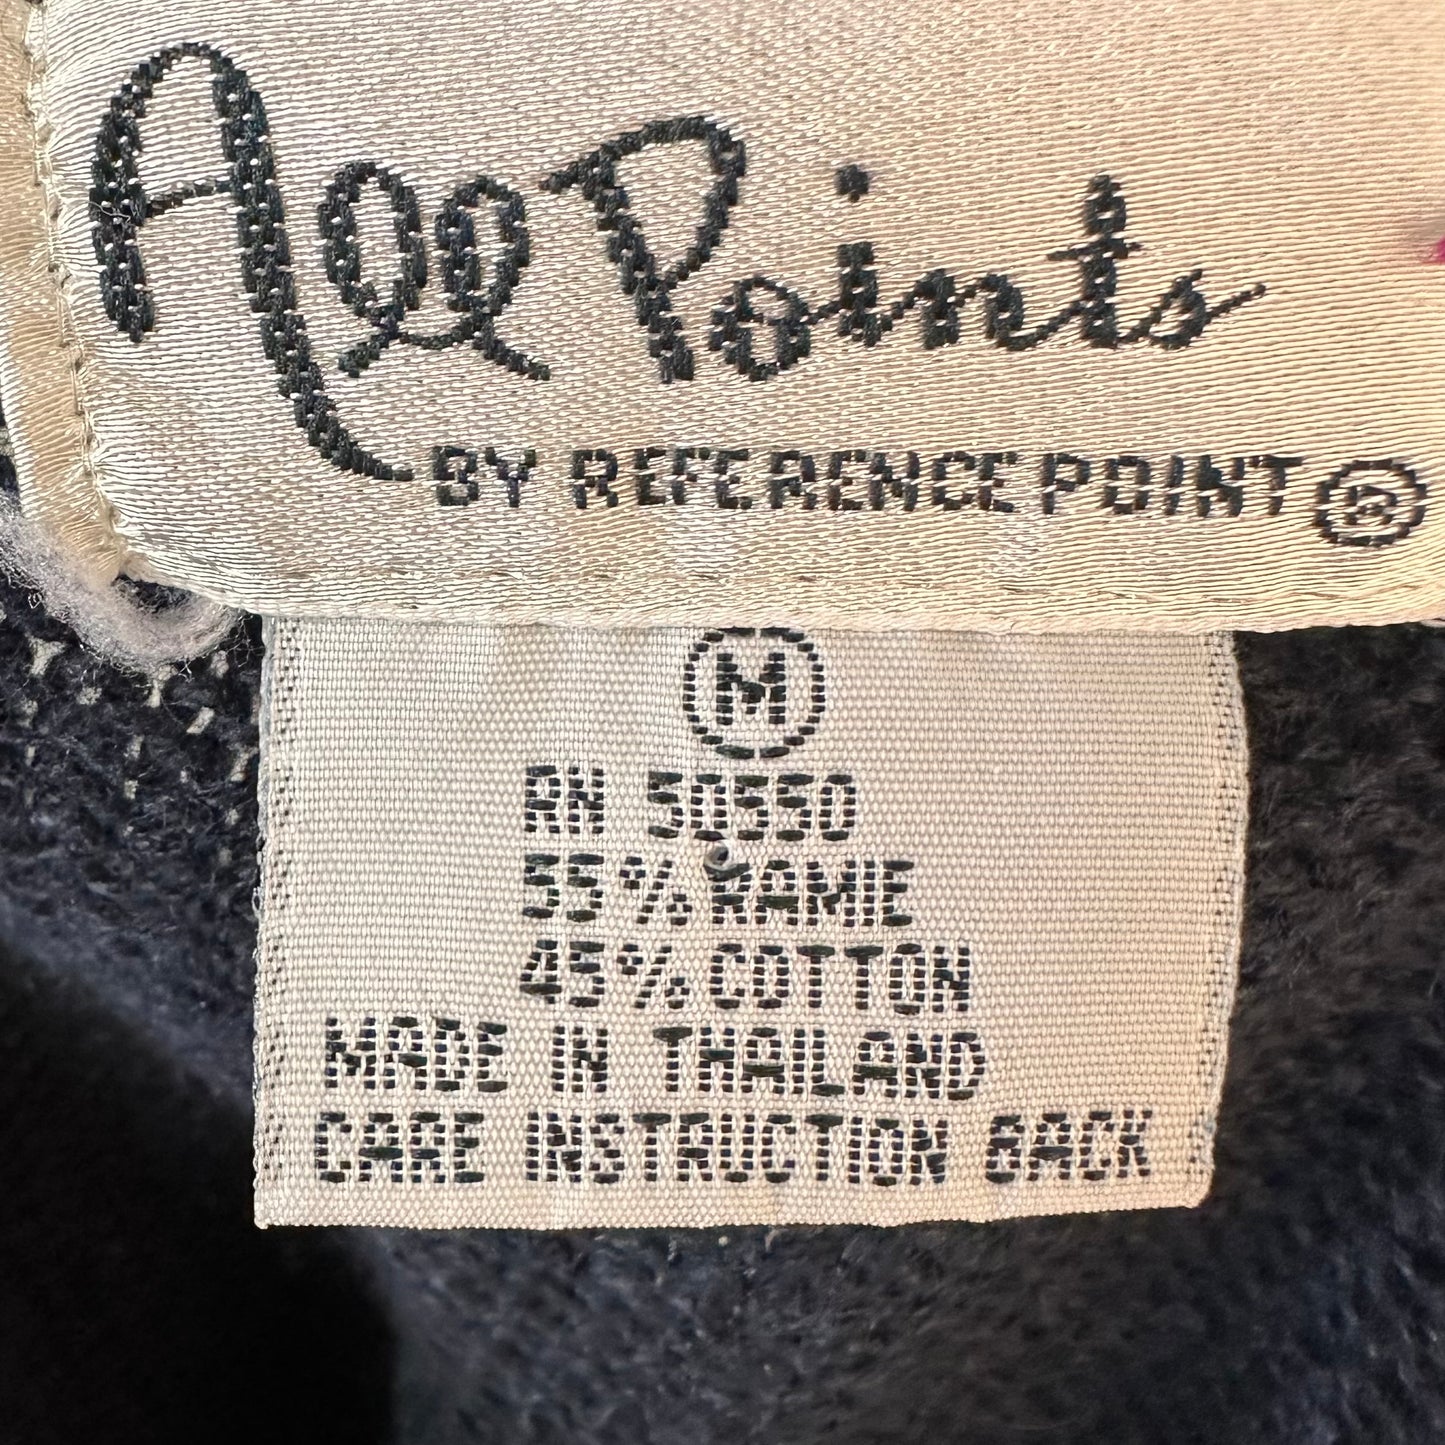 All Points
BY REFERENCE POINT ®
M
RN 50550
55% RAMIE
45% COTTON
MADE IN THAILAND
CARE INSTRUCTION BACK